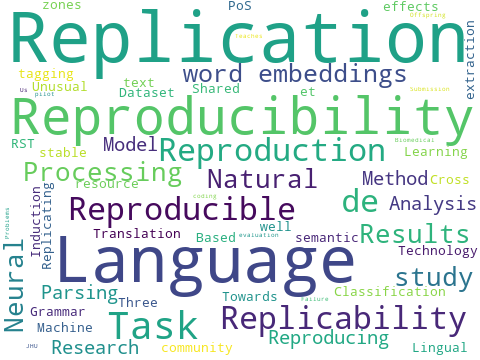 zones
PoS
effects
Replication
extraction
Offspring
reaches
tagging
word embeddings
Unusual
text
Dataset
Shared
et
Submission
Us
pilot
Reproducibility
RST
Model
Reproduction
Biomedical
stable
Learning
Processing
resource
Natural
Method
Cross
Induction
Replicating
coding
Reproducible
de
Analysis
Problems
Translation
Based
well
evaluation
semantic
Results
Technology
Neural
Language
Parsing
Towards
study
Classification
Three
Failure
Grammar
Machine
Task
Replicability
Reproducing
JHU
Research
community
Lingual